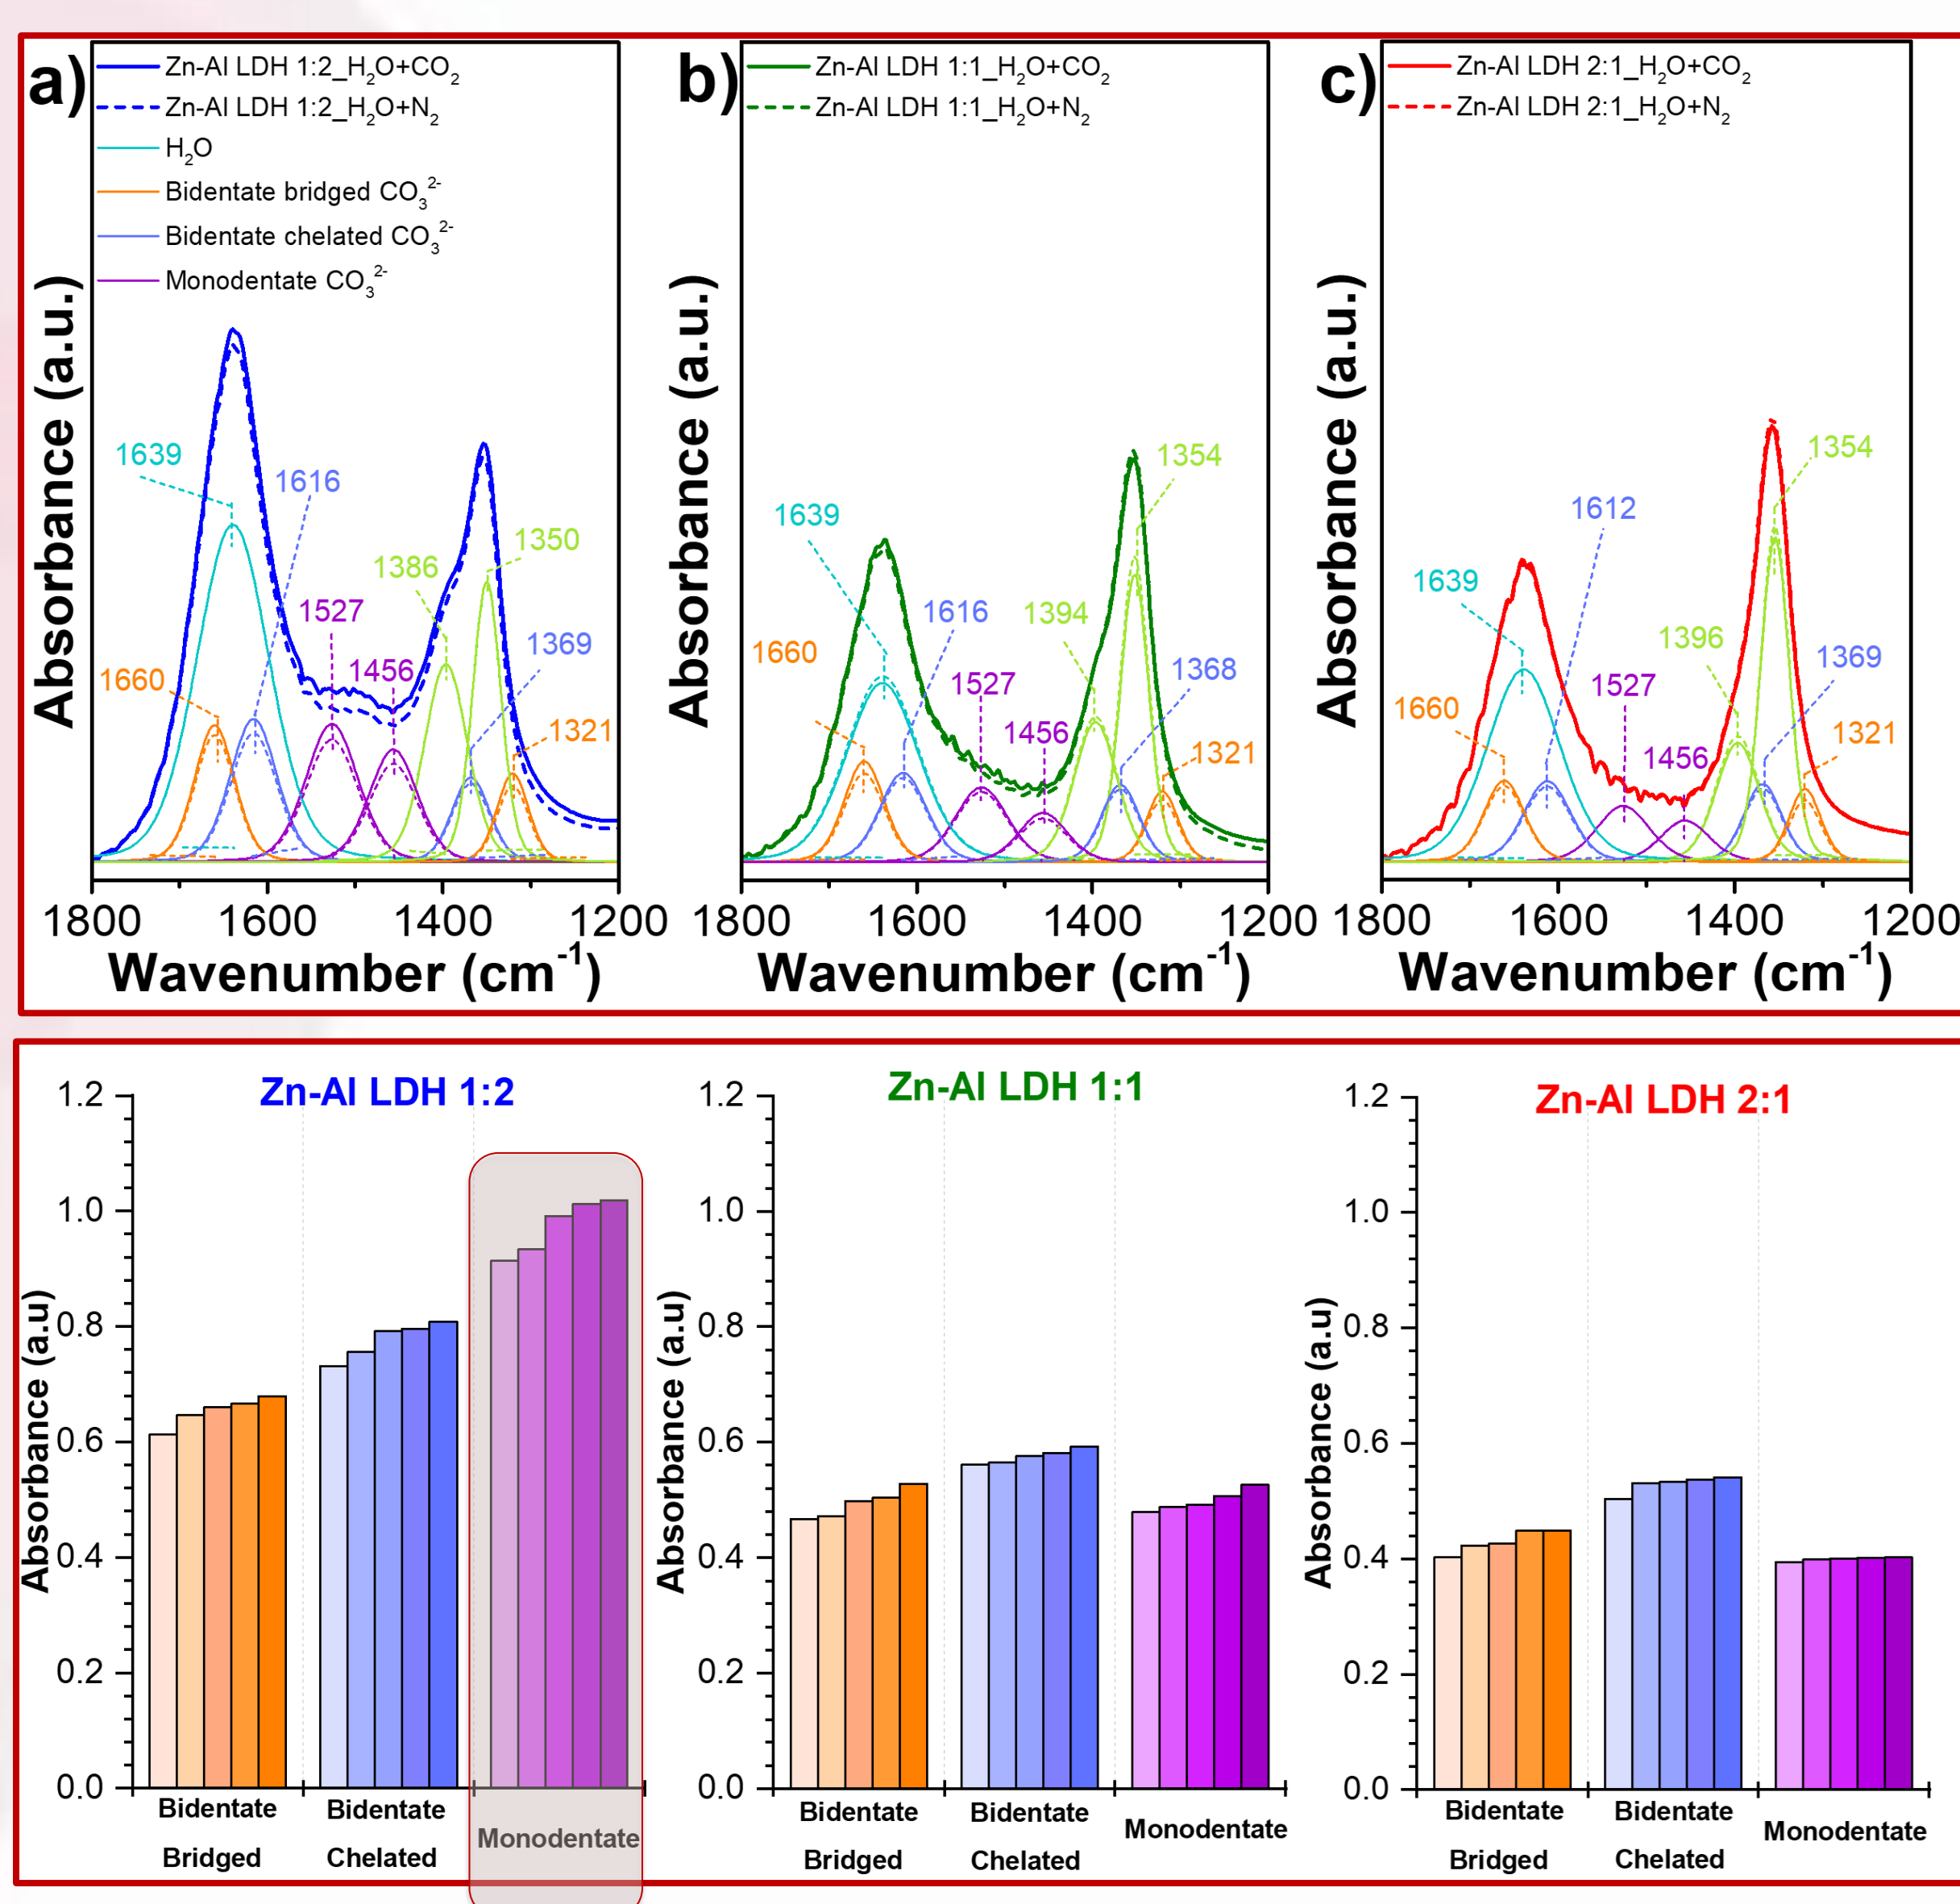 a)
Zn-Al LDH 1:2_H₂O+CO₂
Zn-Al LDH 1:2_H₂O+N₂
H₂O
Bidentate bridged CO₃²⁻
Bidentate chelated CO₃²⁻
Monodentate CO₃²⁻
1639
1616
1660
1527
1456
1386
1350
1369
1321
Absorbance (a.u.)
1800 1600 1400 1200
Wavenumber (cm⁻¹)
b)
Zn-Al LDH 1:1_H₂O+CO₂
Zn-Al LDH 1:1_H₂O+N₂
1639
1660
1616
1527
1456
1394
1354
1368
1321
Absorbance (a.u.)
1800 1600 1400 1200
Wavenumber (cm⁻¹)
c)
Zn-Al LDH 2:1_H₂O+CO₂
Zn-Al LDH 2:1_H₂O+N₂
1639
1660
1612
1527
1456
1396
1354
1369
1321
Absorbance (a.u.)
1800 1600 1400 1200
Wavenumber (cm⁻¹)
Zn-Al LDH 1:2
Absorbance (a.u)
1.2
1.0
0.8
0.6
0.4
0.2
0.0
Bidentate
Bridged
Bidentate
Chelated
Monodentate
Zn-Al LDH 1:1
Absorbance (a.u)
1.2
1.0
0.8
0.6
0.4
0.2
0.0
Bidentate
Bridged
Bidentate
Chelated
Monodentate
Zn-Al LDH 2:1
Absorbance (a.u)
1.2
1.0
0.8
0.6
0.4
0.2
0.0
Bidentate
Bridged
Bidentate
Chelated
Monodentate